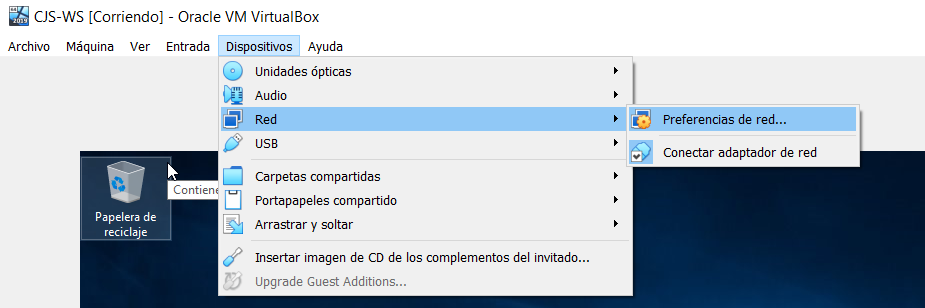 2019
CJS-WS [Corriendo] - Oracle VM VirtualBox
Archivo Máquina Ver Entrada Dispositivos Ayuda
Unidades ópticas
Audio
Red
Preferencias de red...
USB
Conectar adaptador de red
Carpetas compartidas
Contiene
Portapapeles compartido
Papelera de
reciclaje
Arrastrar y soltar
Insertar imagen de CD de los complementos del invitado...
Upgrade Guest Additions...